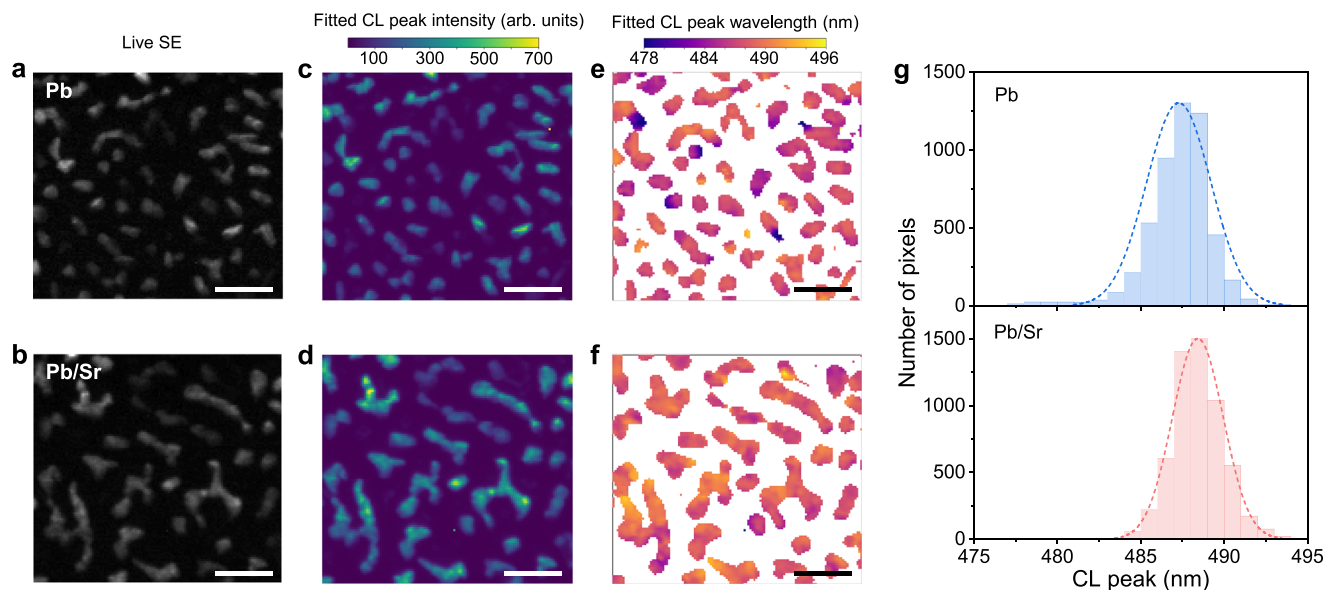 Live SE
Fitted CL peak intensity (arb. units)
100 300 500 700
Fitted CL peak wavelength (nm)
478 484 490 496
a
Pb
c
e
g
Pb
1500
1000
500
0
b
Pb/Sr
d
f
Pb/Sr
1500
1000
500
0
Number of pixels
475 480 485 490 495
CL peak (nm)